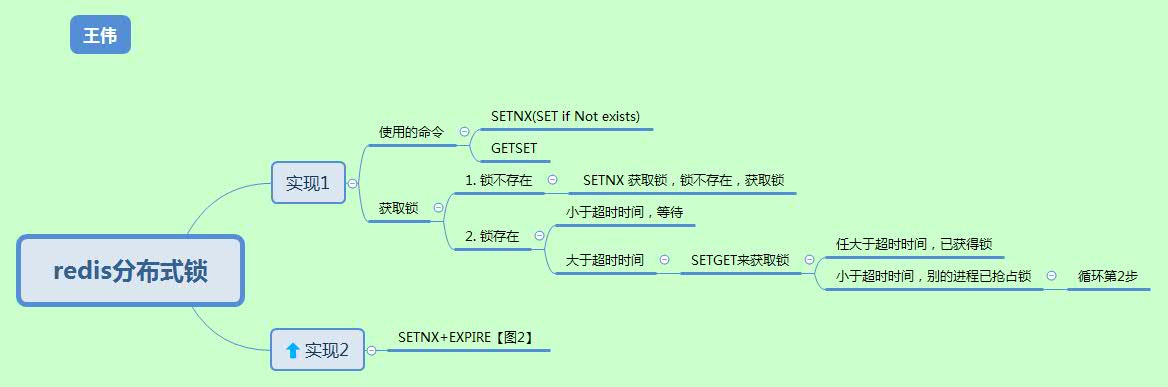 王伟
redis分布式锁
实现1
使用的命令
SETNX(SET if Not exists)
GETSET
获取锁
1. 锁不存在
SETNX 获取锁，锁不存在，获取锁
2. 锁存在
小于超时时间，等待
大于超时时间
SETGET来获取锁
任大于超时时间，已获得锁
小于超时时间，别的进程已抢占锁
循环第2步
实现2
SETNX+EXPIRE【图2】